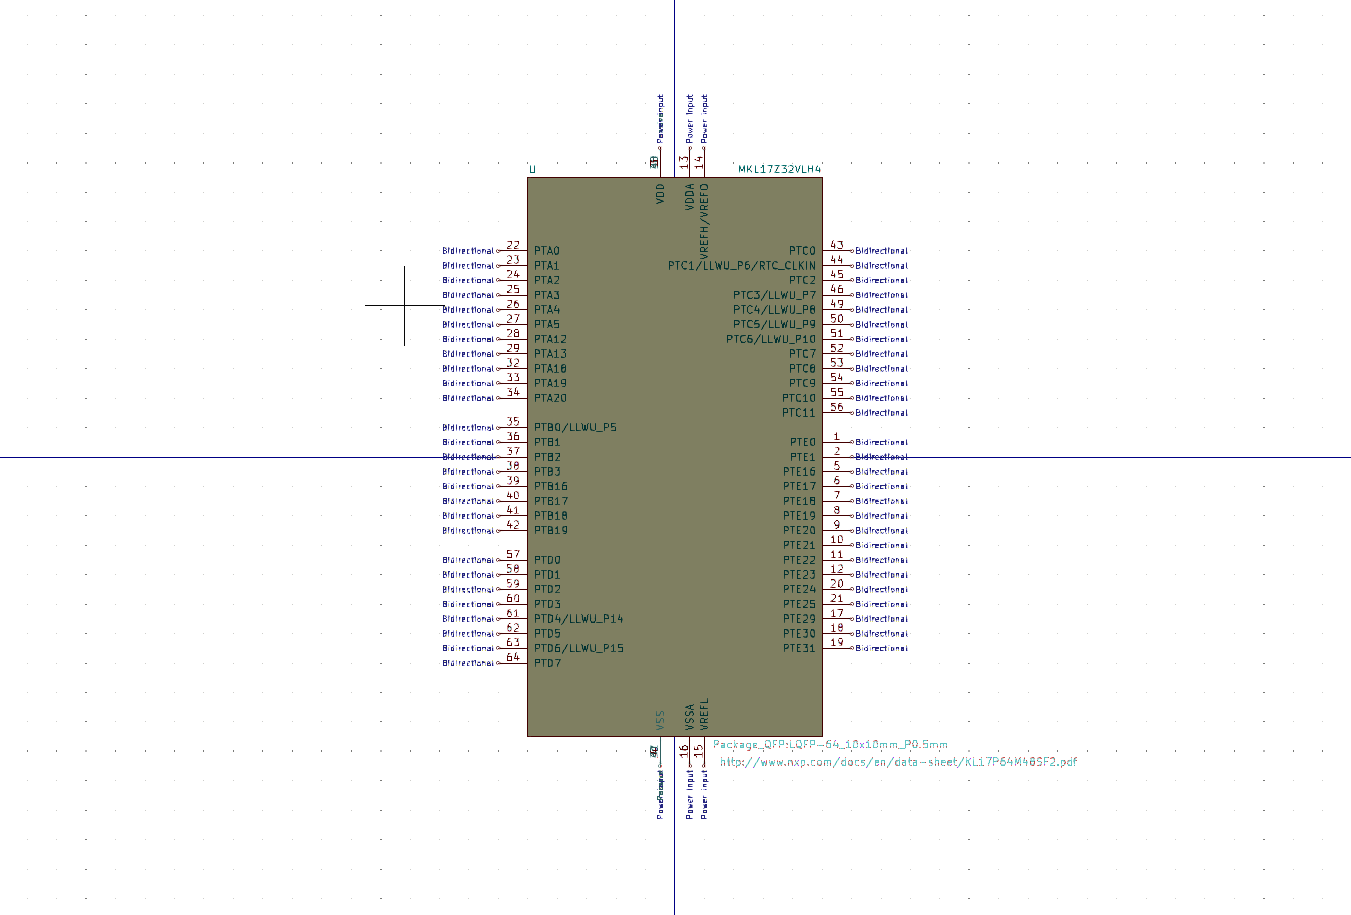 Power Input
Power Input
13
14
U
MKL17Z32VLH4
VDD
VDDA
VREFH/VREFO
Bidirectional 22 PTA0
PTC0 43 Bidirectional
Bidirectional 23 PTA1
PTC1/LLWU_P6/RTC_CLKIN 44 Bidirectional
Bidirectional 24 PTA2
PTC2 45 Bidirectional
Bidirectional 25 PTA3
PTC3/LLWU_P7 46 Bidirectional
Bidirectional 26 PTA4
PTC4/LLWU_P8 49 Bidirectional
Bidirectional 27 PTA5
PTC5/LLWU_P9 50 Bidirectional
Bidirectional 28 PTA12
PTC6/LLWU_P10 51 Bidirectional
Bidirectional 29 PTA13
PTC7 52 Bidirectional
Bidirectional 32 PTA18
PTC8 53 Bidirectional
Bidirectional 33 PTA19
PTC9 54 Bidirectional
Bidirectional 34 PTA20
PTC10 55 Bidirectional
PTC11 56 Bidirectional
Bidirectional 35 PTB0/LLWU_P5
Bidirectional 36 PTB1
PTE0 1 Bidirectional
Bidirectional 37 PTB2
PTE1 2 Bidirectional
Bidirectional 38 PTB3
PTE16 5 Bidirectional
Bidirectional 39 PTB16
PTE17 6 Bidirectional
Bidirectional 40 PTB17
PTE18 7 Bidirectional
Bidirectional 41 PTB18
PTE19 8 Bidirectional
Bidirectional 42 PTB19
PTE20 9 Bidirectional
PTE21 10 Bidirectional
Bidirectional 57 PTD0
PTE22 11 Bidirectional
Bidirectional 58 PTD1
PTE23 12 Bidirectional
Bidirectional 59 PTD2
PTE24 20 Bidirectional
Bidirectional 60 PTD3
PTE25 21 Bidirectional
Bidirectional 61 PTD4/LLWU_P14
PTE29 17 Bidirectional
Bidirectional 62 PTD5
PTE30 18 Bidirectional
Bidirectional 63 PTD6/LLWU_P15
PTE31 19 Bidirectional
Bidirectional 64 PTD7
VSS
VSSA
VREFL
16
15
Package_QFP:LQFP-64_10x10mm_P0.5mm
http://www.nxp.com/docs/en/data-sheet/KL17P64M48SF2.pdf
Power Input
Power Input